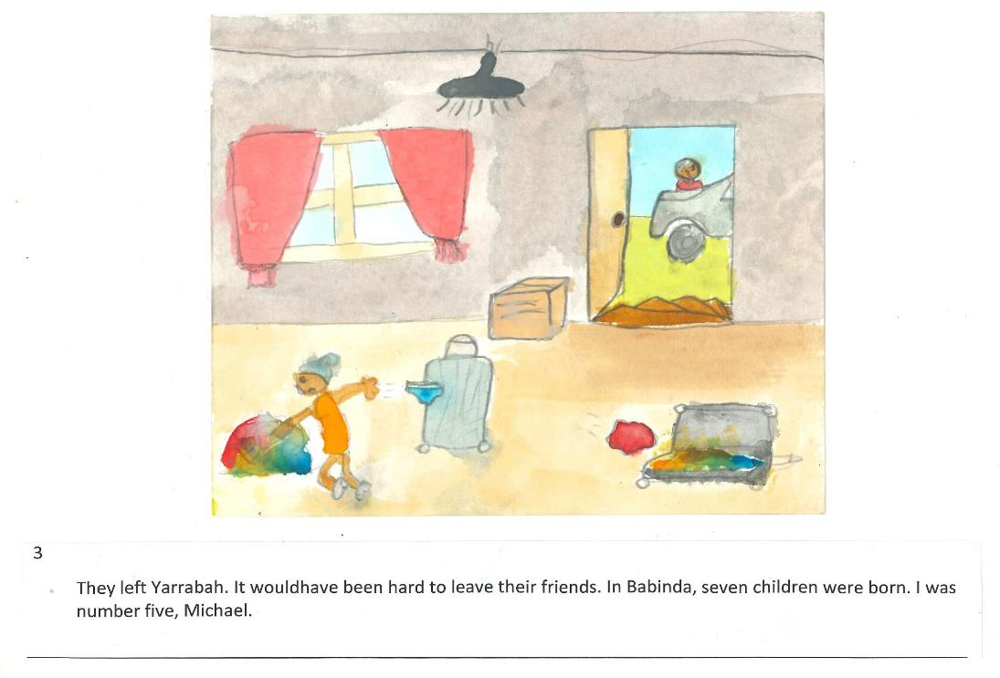 3
They left Yarrabah. It wouldhave been hard to leave their friends. In Babinda, seven children were born. I was
number five, Michael.